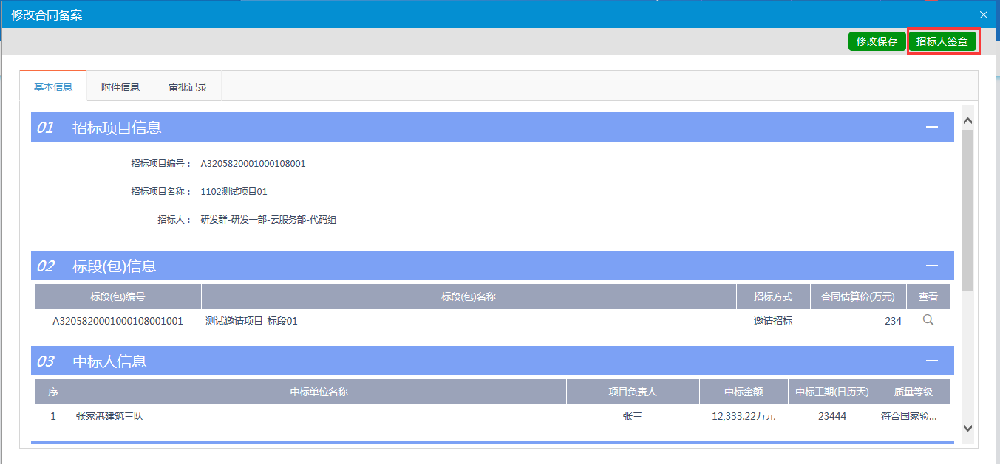 修改合同备案
修改保存 招标人签章
基本信息 附件信息 审批记录
01 招标项目信息
招标项目编号： A3205820001000108001
招标项目名称： 1102测试项目01
招标人： 研发群-研发一部-云服务部-代码组
02 标段(包)信息
标段(包)编号 标段(包)名称 招标方式 合同估算价(万元) 查看
A3205820001000108001001 测试邀请项目-标段01 邀请招标 234
03 中标人信息
序 中标单位名称 项目负责人 中标金额 中标工期(日历天) 质量等级
1 张家港建筑三队 张三 12,333.22万元 23444 符合国家验...